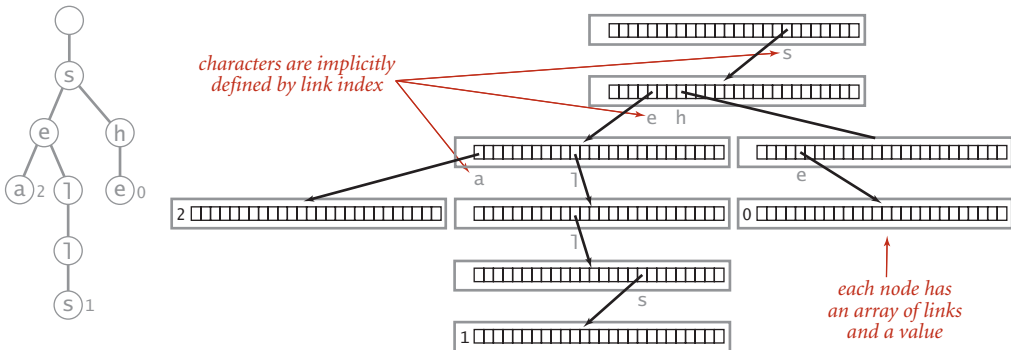 s
characters are implicitly
defined by link index
s
e
h
e h
a 2
l
e 0
a
l
e
2
0
l
l
s 1
s
each node has
an array of links
and a value
1